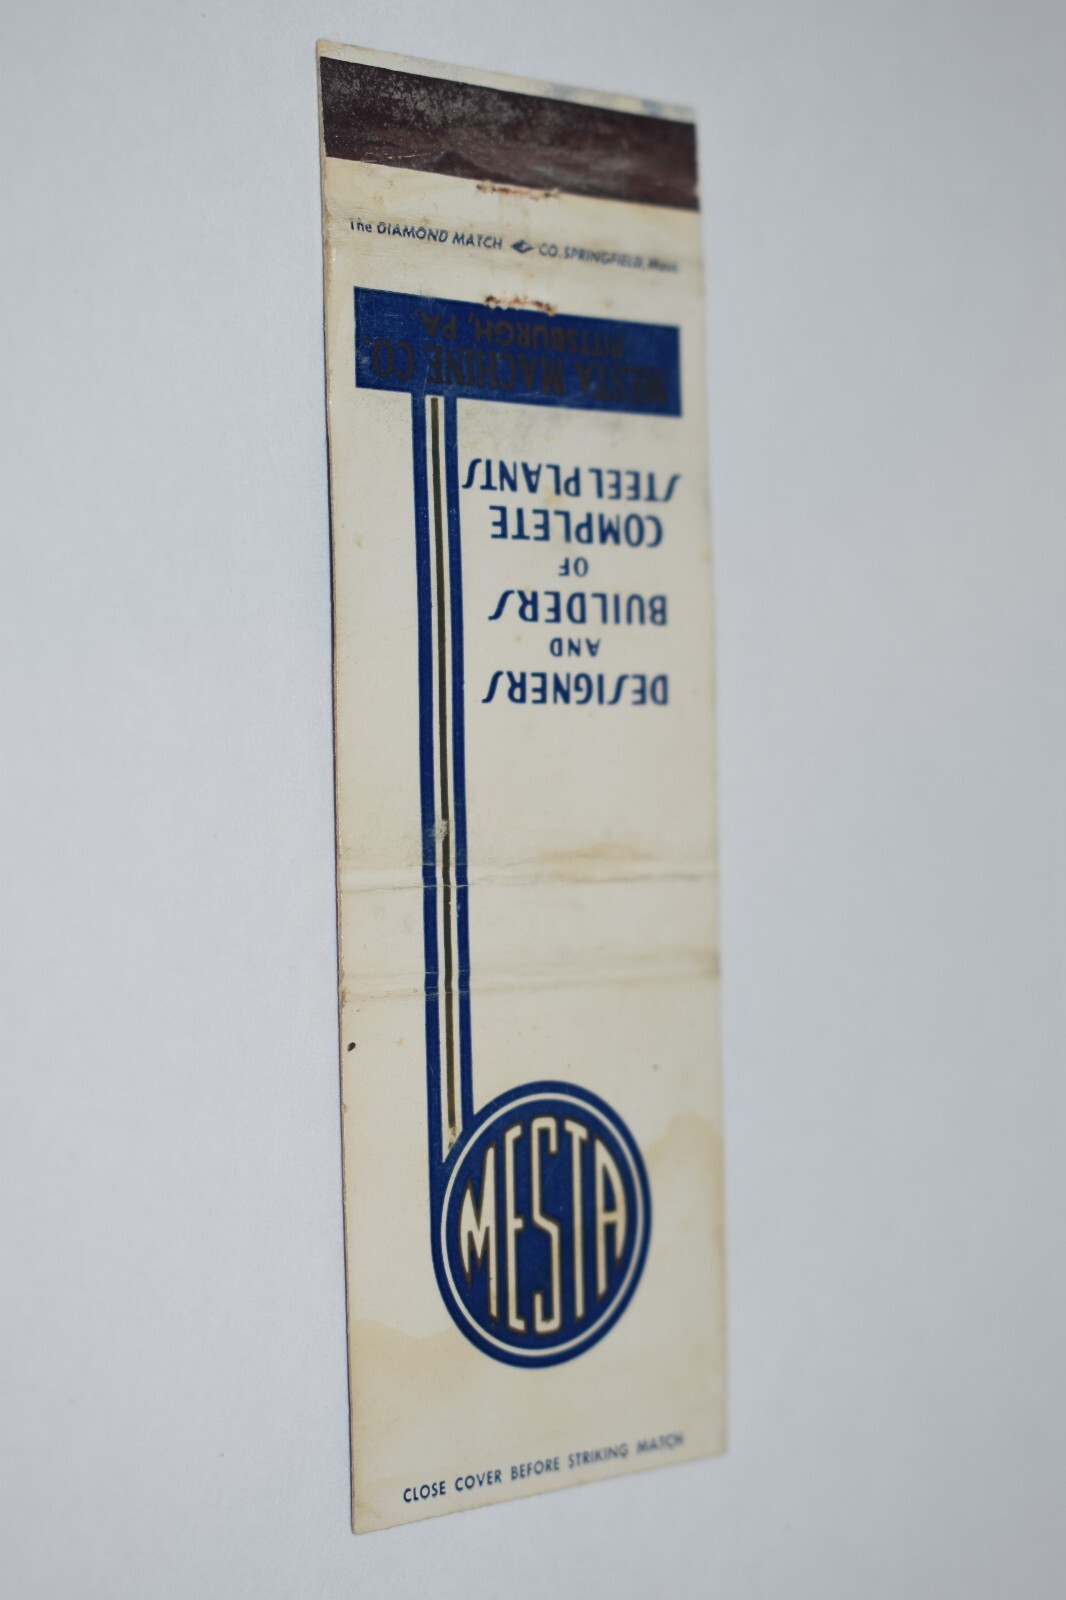 The DIAMOND MATCH CO. SPRINGFIELD, Mass.
MESTA MACHINE CO.
PITTSBURGH, PA.
DESIGNERS
AND
BUILDERS
OF
COMPLETE
STEEL PLANTS
MESTA
CLOSE COVER BEFORE STRIKING MATCH